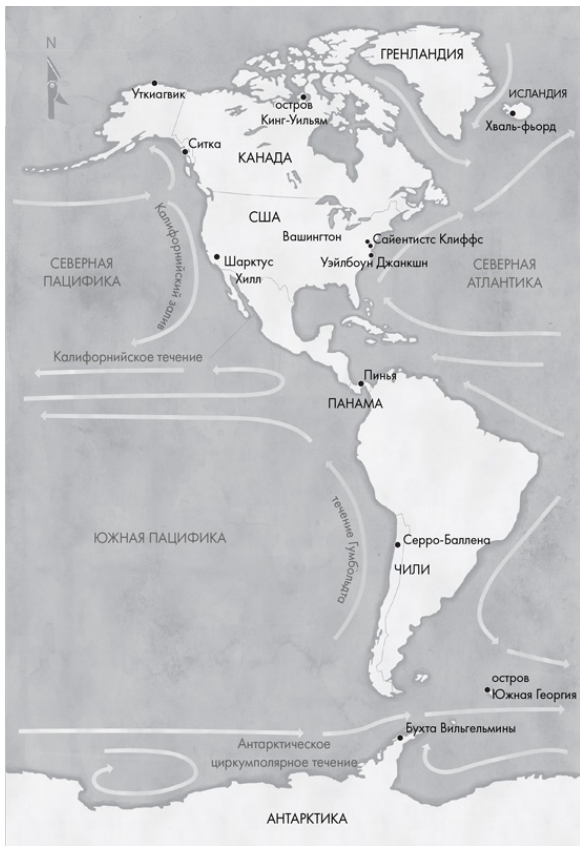 N
ГРЕНЛАНДИЯ
Уткиагвик
остров
Кинг-Уильям
ИСЛАНДИЯ
Хваль-фьорд
Ситка
КАНАДА
США
Калифорнийский залив
Вашингтон
Сайентистс Клиффс
Шарктус
Хилл
Уэйлбоун Джанкшн
СЕВЕРНАЯ
ПАЦИФИКА
СЕВЕРНАЯ
АТЛАНТИКА
Калифорнийское течение
Пинья
ПАНАМА
течение Гумбольдта
ЮЖНАЯ ПАЦИФИКА
Серро-Баллена
ЧИЛИ
остров
Южная Георгия
Бухта Вильгельмины
Антарктическое
циркумполярное течение
АНТАРКТИКА